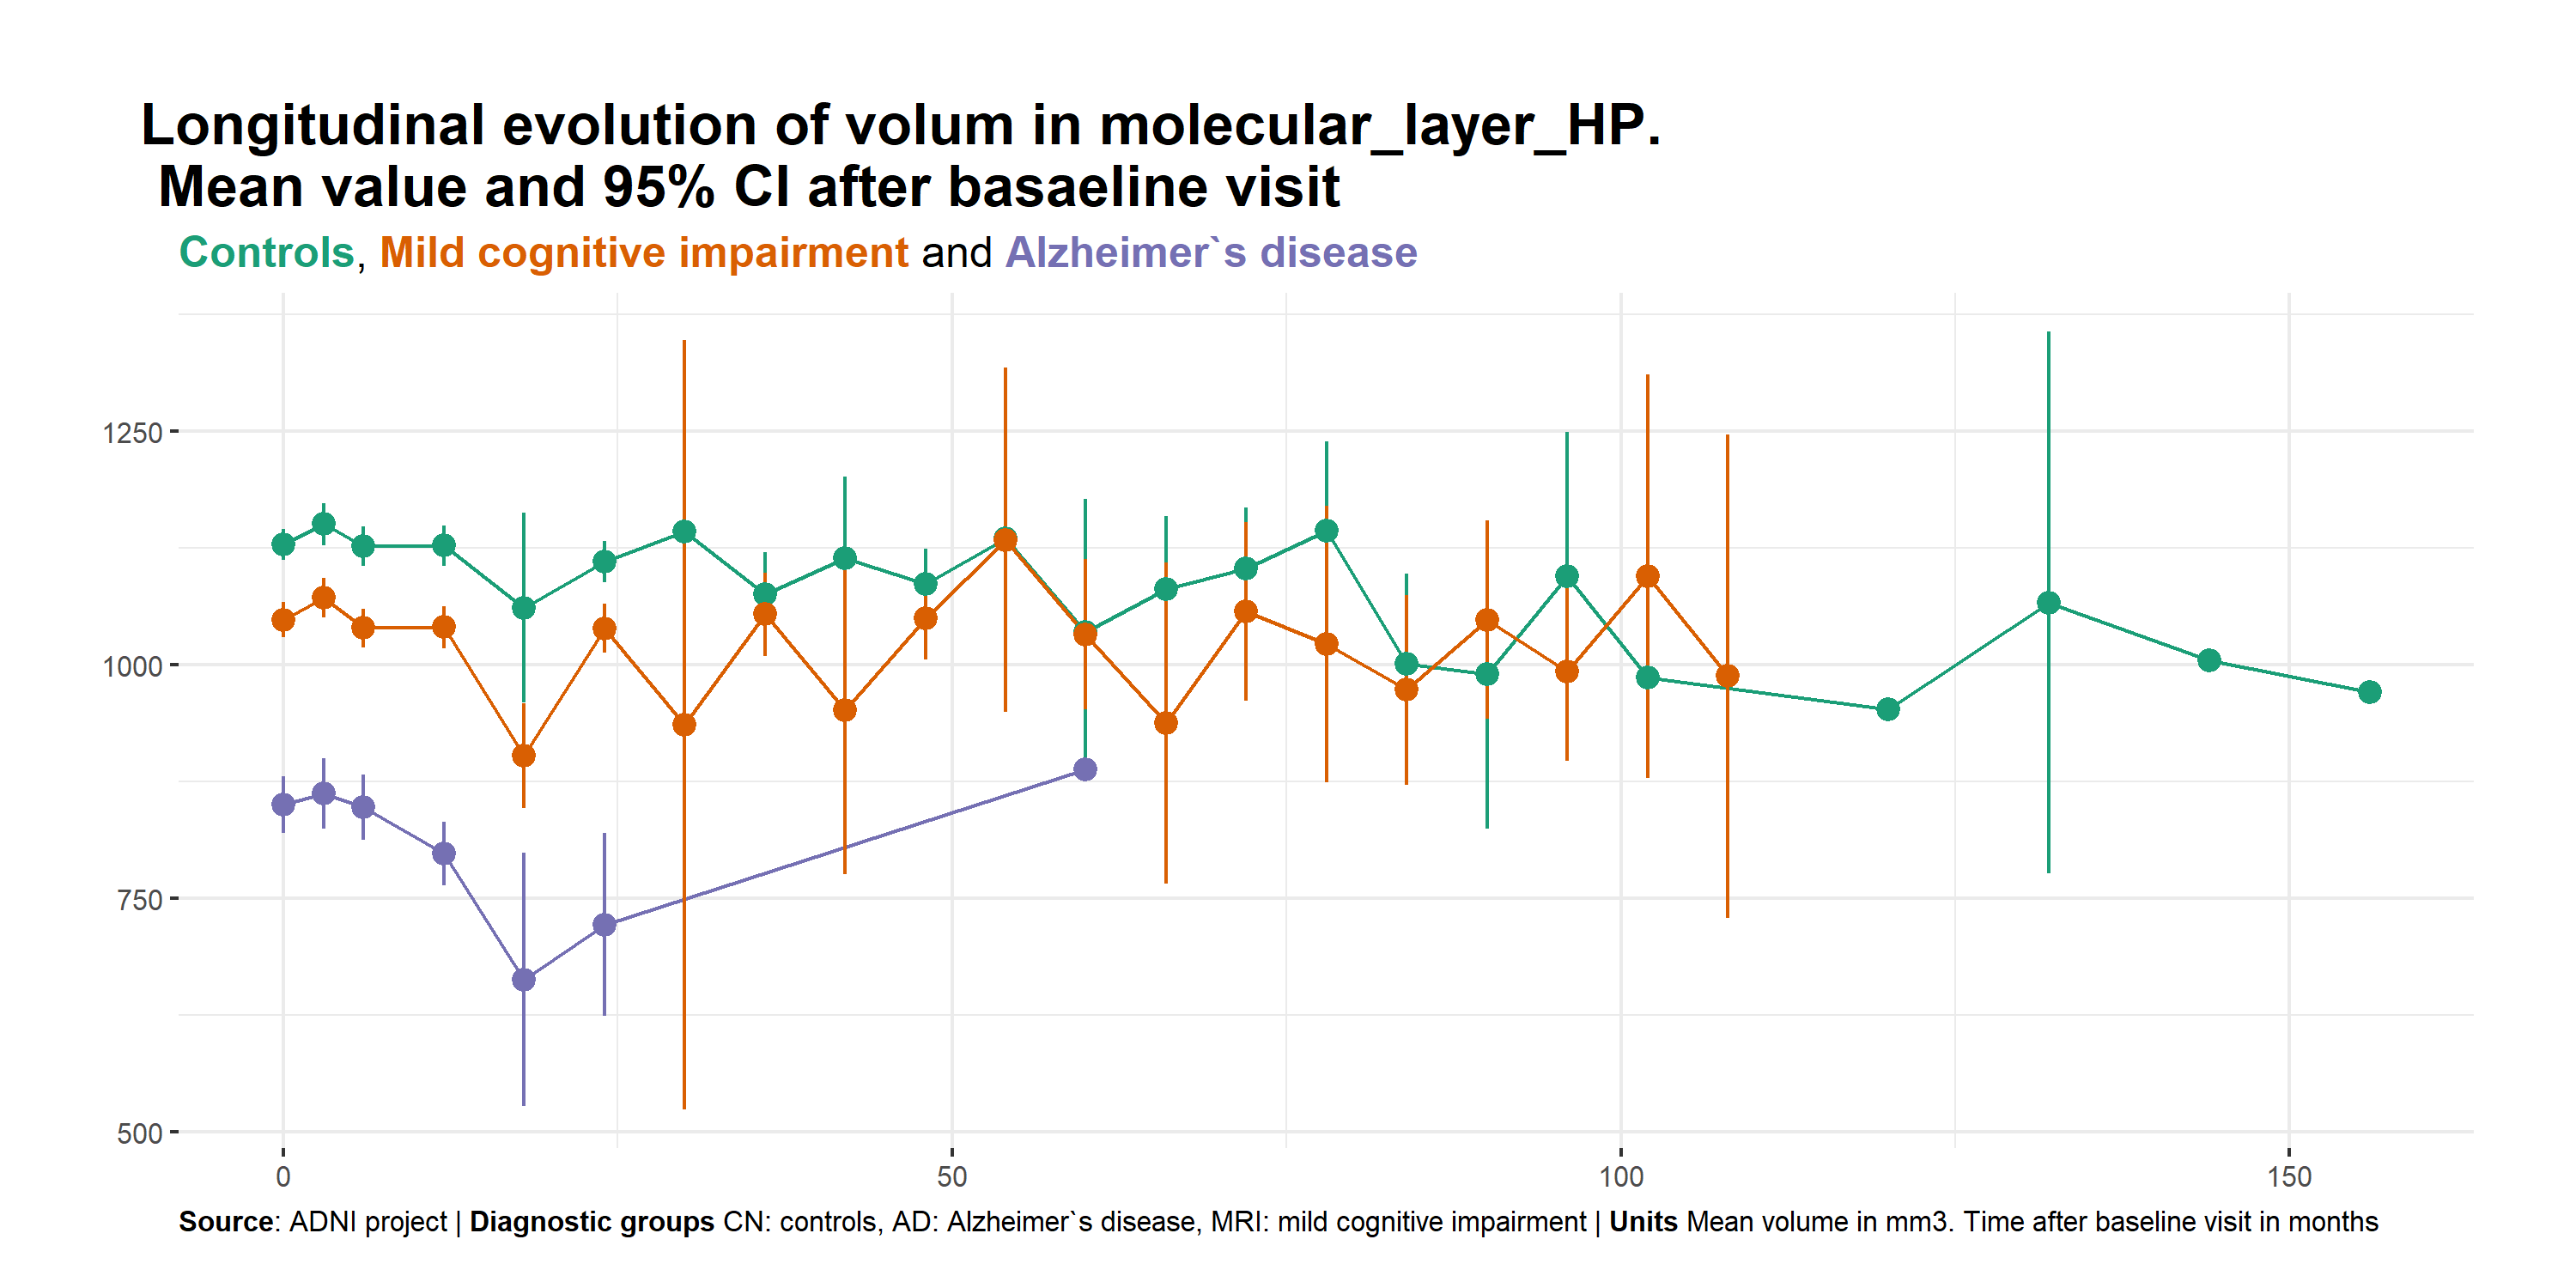 Longitudinal evolution of volum in molecular_layer_HP.
Mean value and 95% CI after basaeline visit
Controls, Mild cognitive impairment and Alzheimer`s disease
1250
1000
750
500
0 50 100 150
Source: ADNI project | Diagnostic groups CN: controls, AD: Alzheimer`s disease, MRI: mild cognitive impairment | Units Mean volume in mm3. Time after baseline visit in months